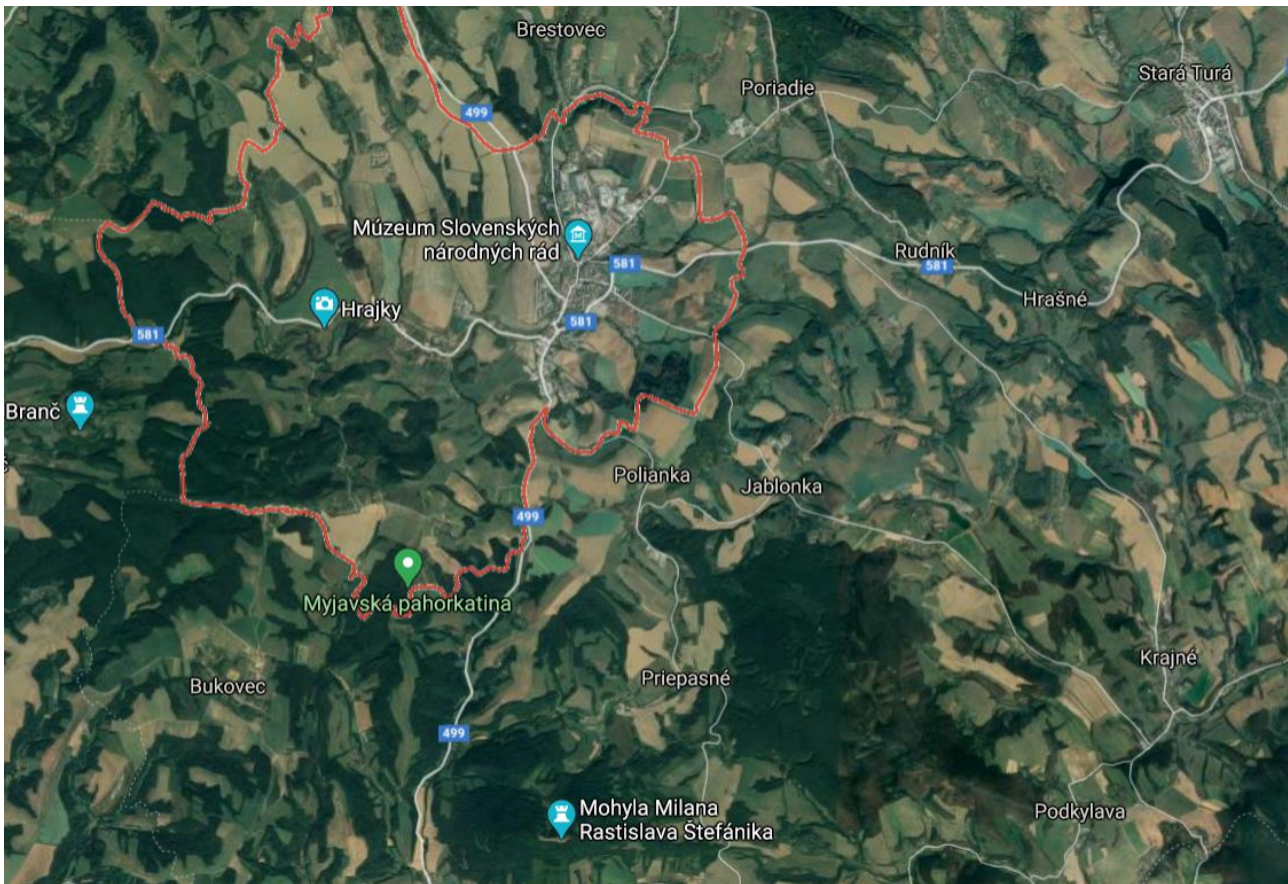 Brestovec
Stará Turá
Poriadie
499
Múzeum Slovenských
národných rád
581
Rudník
581
Hrašné
Hrajky
581
581
Branč
Polianka
Jablonka
499
Myjavská pahorkatina
Krajné
Priepasné
Bukovec
499
Mohyla Milana
Rastislava Štefánika
Podkylava